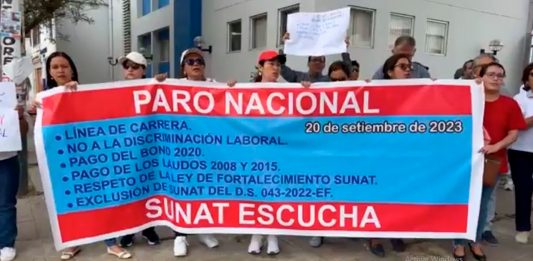 PARO NACIONAL
20 de setiembre de 2023
• LÍNEA DE CARRERA.
• NO A LA DISCRIMINACIÓN LABORAL.
• PAGO DEL BONO 2020.
• PAGO DE LOS LAUDOS 2008 Y 2015.
• RESPETO DE LA LEY DE FORTALECIMIENTO SUNAT.
• EXCLUSIÓN DE SUNAT DEL D.S. 043-2022-EF.
SUNAT ESCUCHA